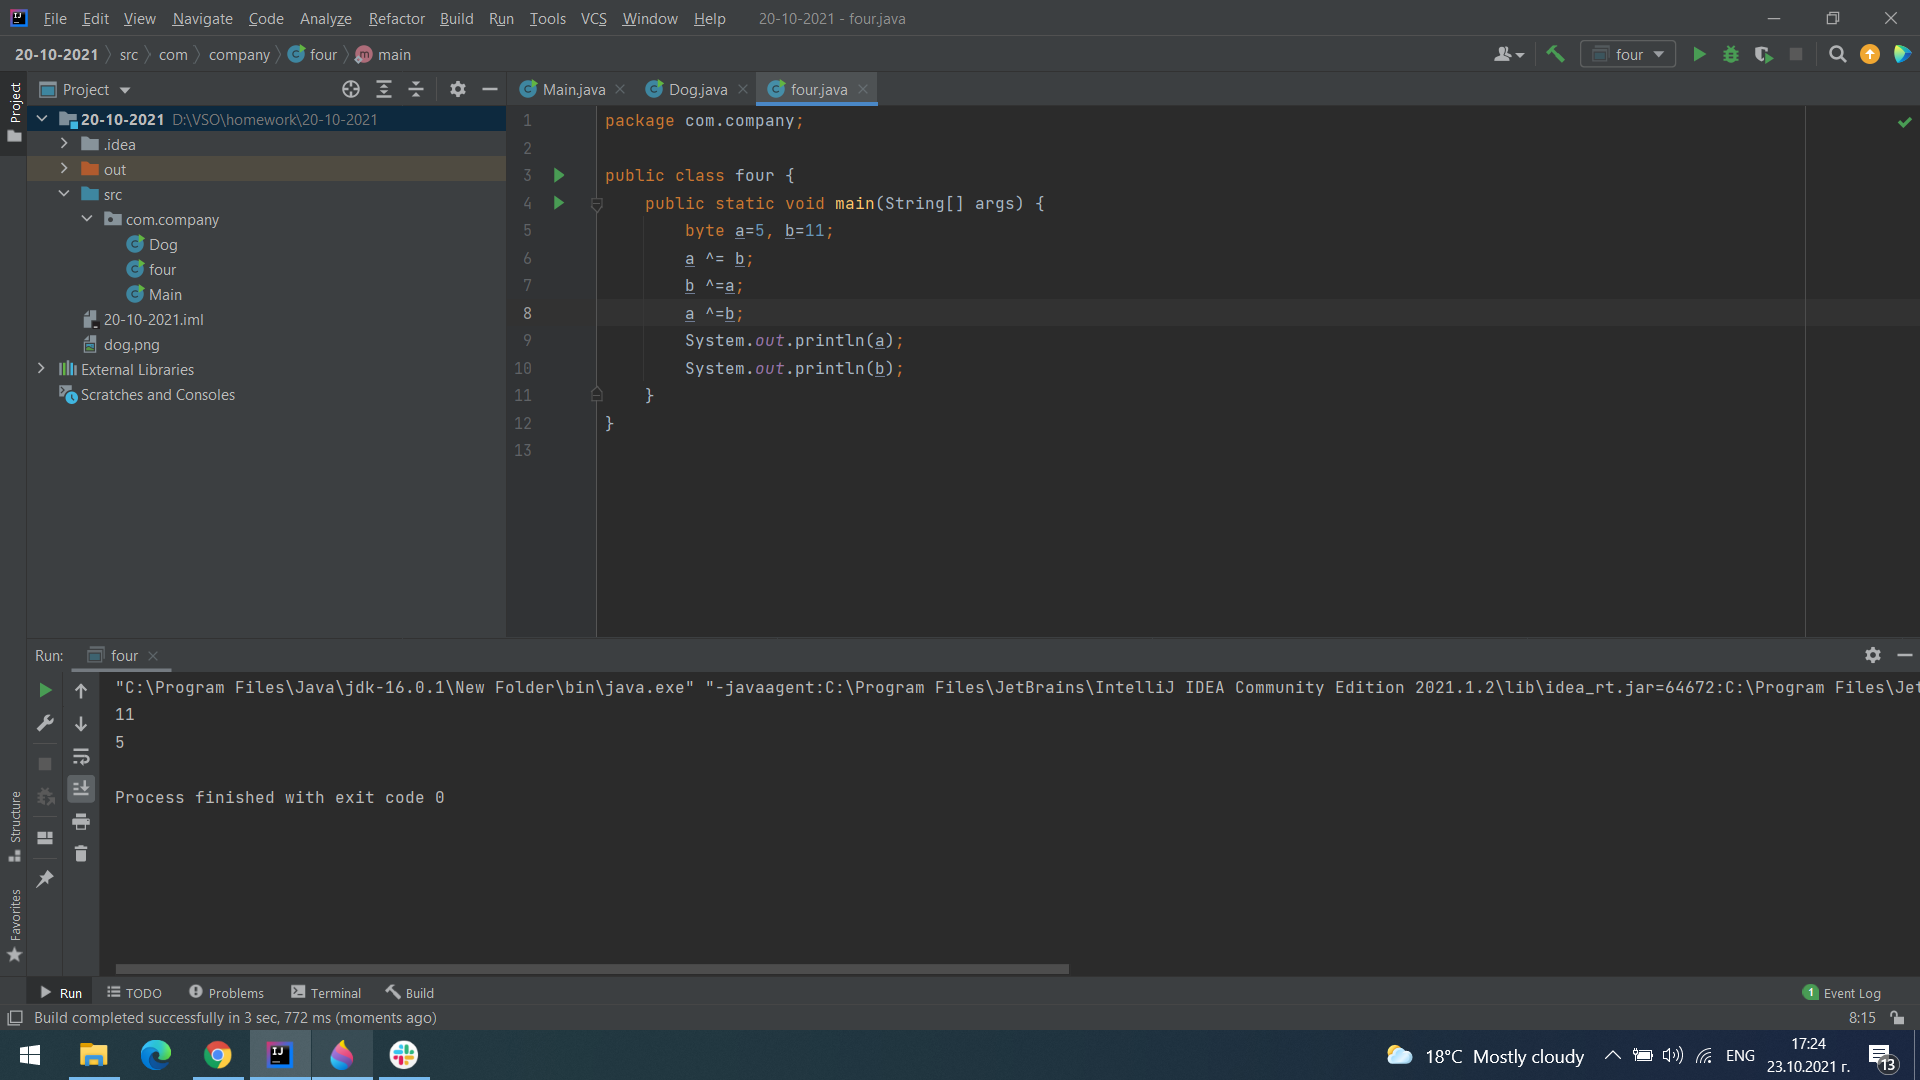 File Edit View Navigate Code Analyze Refactor Build Run Tools VCS Window Help 20-10-2021 - four.java
20-10-2021 src com company four main
four
Project
Project
Main.java
Dog.java
four.java
20-10-2021 D:\VSO\homework\20-10-2021
.idea
out
src
com.company
Dog
four
Main
20-10-2021.iml
dog.png
External Libraries
Scratches and Consoles
1 package com.company;
2
3 public class four {
4 public static void main(String[] args) {
5 byte a=5, b=11;
6 a ^= b;
7 b ^=a;
8 a ^=b;
9 System.out.println(a);
10 System.out.println(b);
11 }
12 }
13
Run: four
"C:\Program Files\Java\jdk-16.0.1\New Folder\bin\java.exe" "-javaagent:C:\Program Files\JetBrains\IntelliJ IDEA Community Edition 2021.1.2\lib\idea_rt.jar=64672:C:\Program Files\Jet
11
5
Process finished with exit code 0
Structure
Favorites
Run TODO Problems Terminal Build
1 Event Log
Build completed successfully in 3 sec, 772 ms (moments ago)
8:15
18°C Mostly cloudy
ENG
17:24
23.10.2021 г.
13